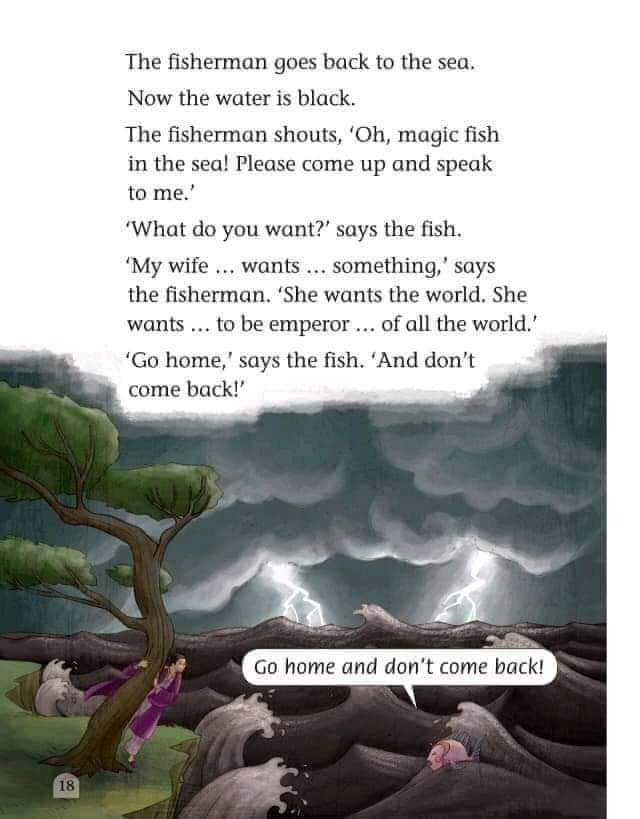 The fisherman goes back to the sea.
Now the water is black.
The fisherman shouts, ‘Oh, magic fish
in the sea! Please come up and speak
to me.’
‘What do you want?’ says the fish.
‘My wife … wants … something,’ says
the fisherman. ‘She wants the world. She
wants … to be emperor … of all the world.’
‘Go home,’ says the fish. ‘And don’t
come back!’
Go home and don’t come back!
18